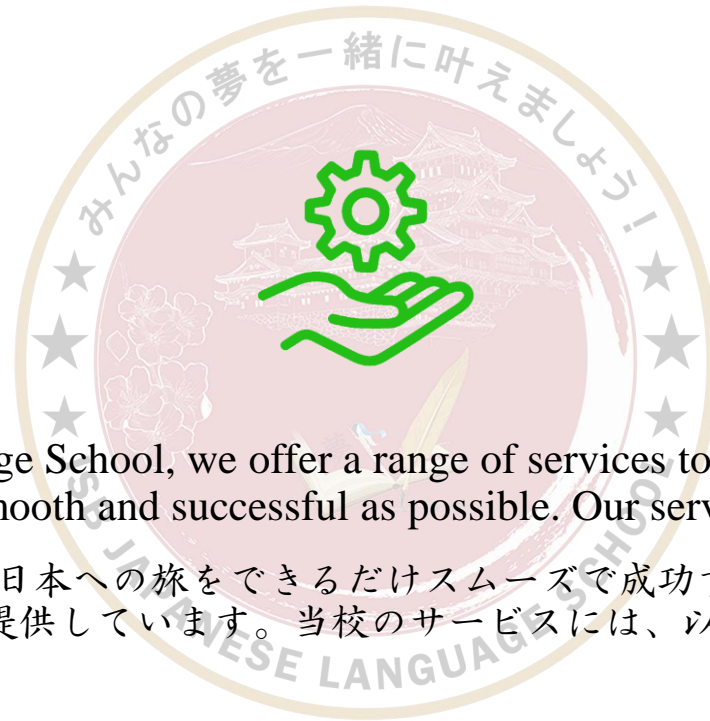 みんなの夢を一緒に叶えましょう！
ge School, we offer a range of services to
mooth and successful as possible. Our serv
日本への旅をできるだけスムーズで成功
提供しています。当校のサービスには、以
SB JAPANESE LANGUAGE SCHOOL